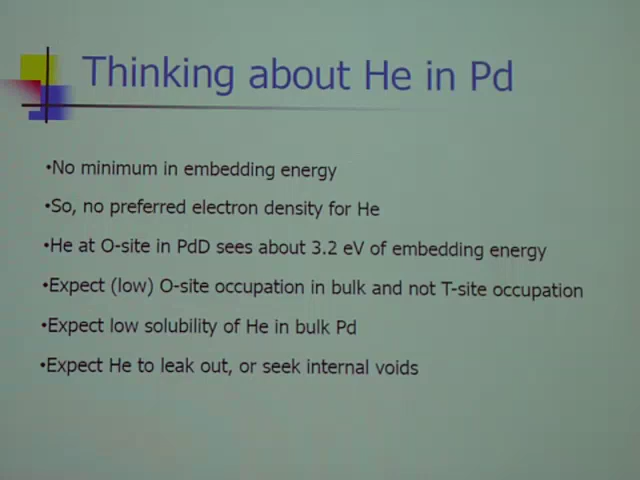 Thinking about He in Pd
•No minimum in embedding energy
•So, no preferred electron density for He
•He at O-site in PdD sees about 3.2 eV of embedding energy
•Expect (low) O-site occupation in bulk and not T-site occupation
•Expect low solubility of He in bulk Pd
•Expect He to leak out, or seek internal voids